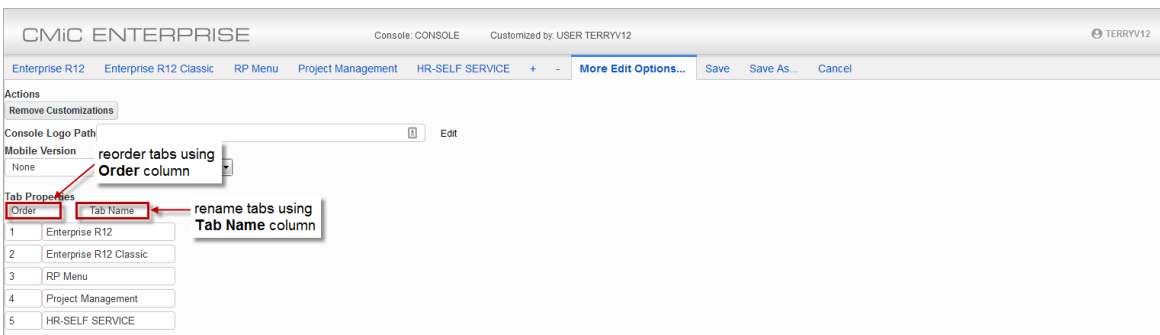 CMiC ENTERPRISE Console: CONSOLE Customized by: USER TERRYV12 TERRYV12
Enterprise R12 Enterprise R12 Classic RP Menu Project Management HR-SELF SERVICE + - More Edit Options... Save Save As... Cancel
Actions
Remove Customizations
Console Logo Path Edit
Mobile Version
None
reorder tabs using
Order column
Tab Properties
Order Tab Name
rename tabs using
Tab Name column
1 Enterprise R12
2 Enterprise R12 Classic
3 RP Menu
4 Project Management
5 HR-SELF SERVICE